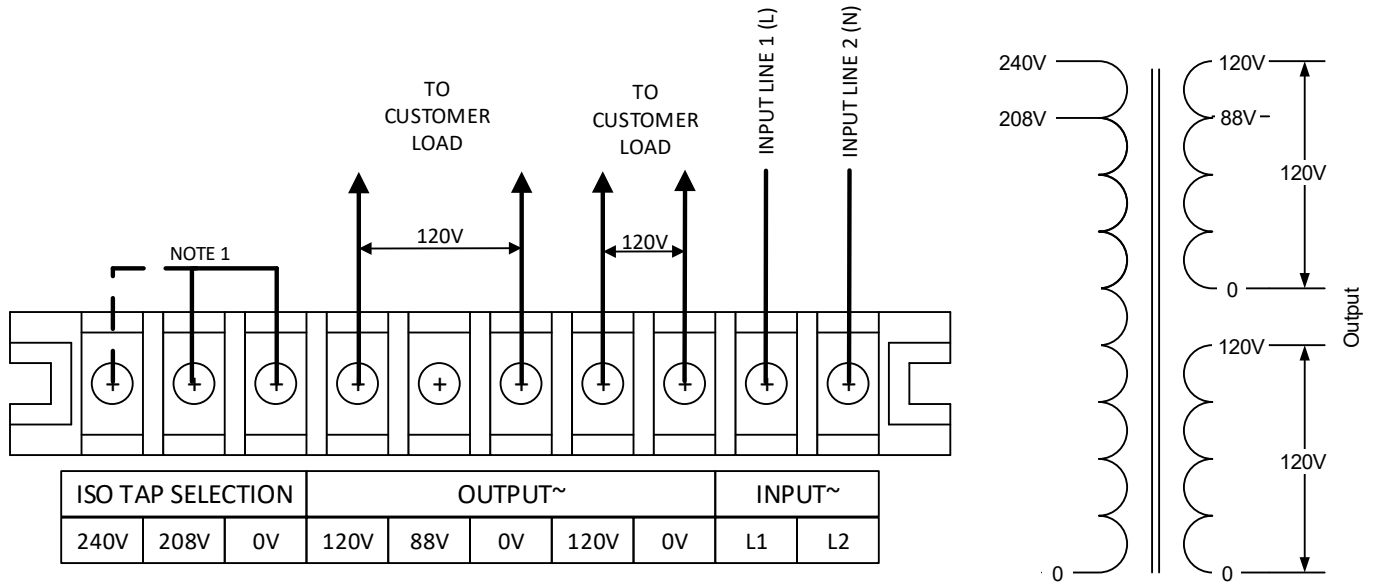 TO
CUSTOMER
LOAD
TO
CUSTOMER
LOAD
INPUT LINE 1 (L)
INPUT LINE 2 (N)
NOTE 1
120V
120V
ISO TAP SELECTION OUTPUT~ INPUT~
240V 208V 0V 120V 88V 0V 120V 0V L1 L2
240V
208V
0
120V
88V
120V
0
120V
120V
0
Output